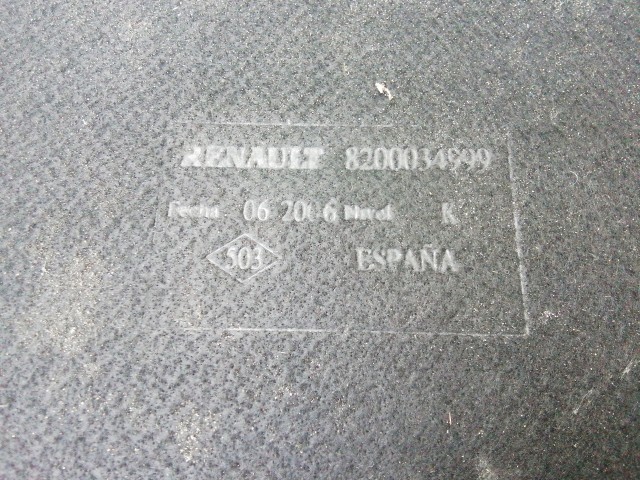 RENAULT 8200034999
Fecha 06 2006 Nivel K
503 ESPAÑA